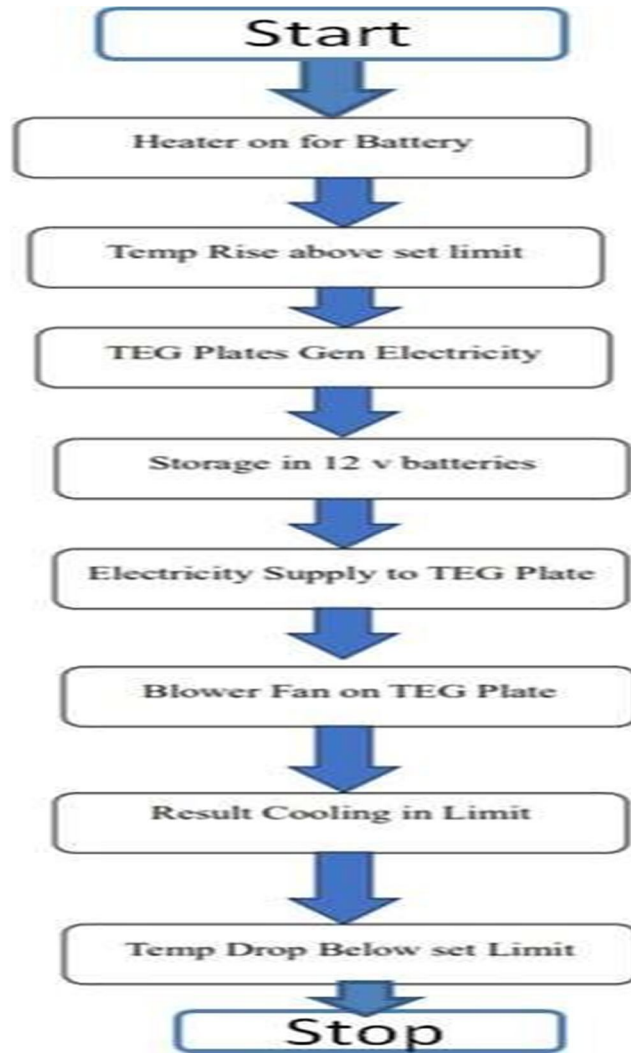 Start
Heater on for Battery
Temp Rise above set limit
TEG Plates Gen Electricity
Storage in 12 v batteries
Electricity Supply to TEG Plate
Blower Fan on TEG Plate
Result Cooling in Limit
Temp Drop Below set Limit
Stop